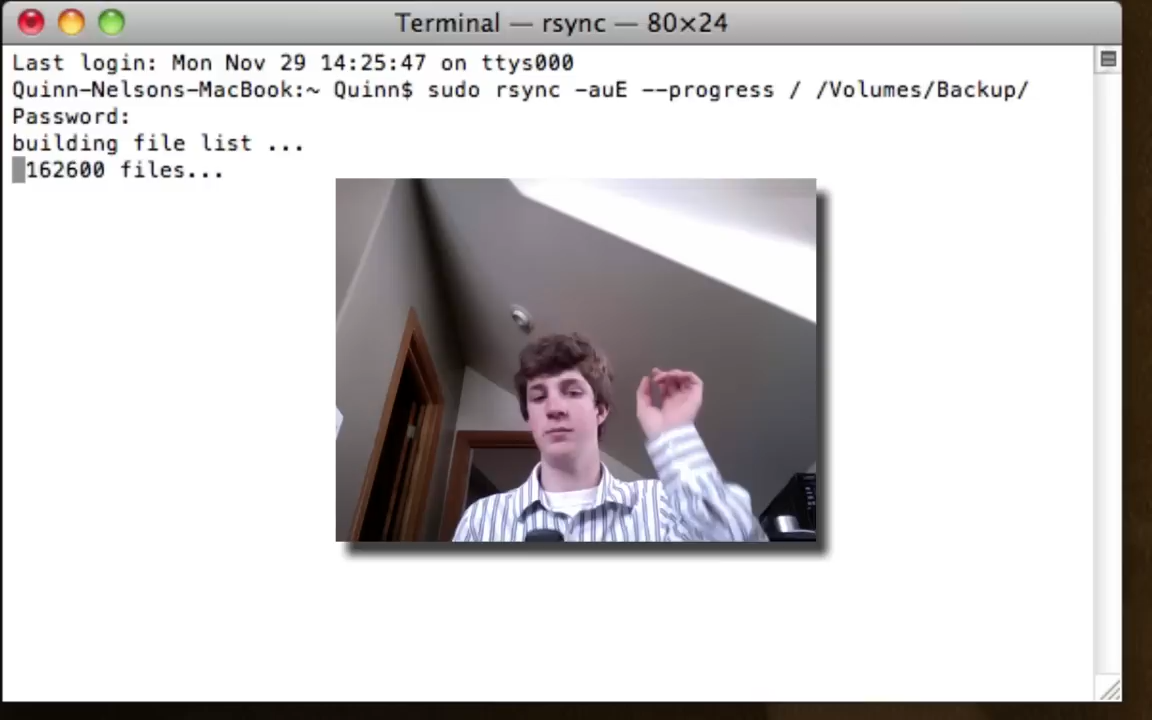 Terminal — rsync — 80×24
Last login: Mon Nov 29 14:25:47 on ttys000
Quinn-Nelsons-MacBook:~ Quinn$ sudo rsync -auE --progress / /Volumes/Backup/
Password:
building file list ...
162600 files...